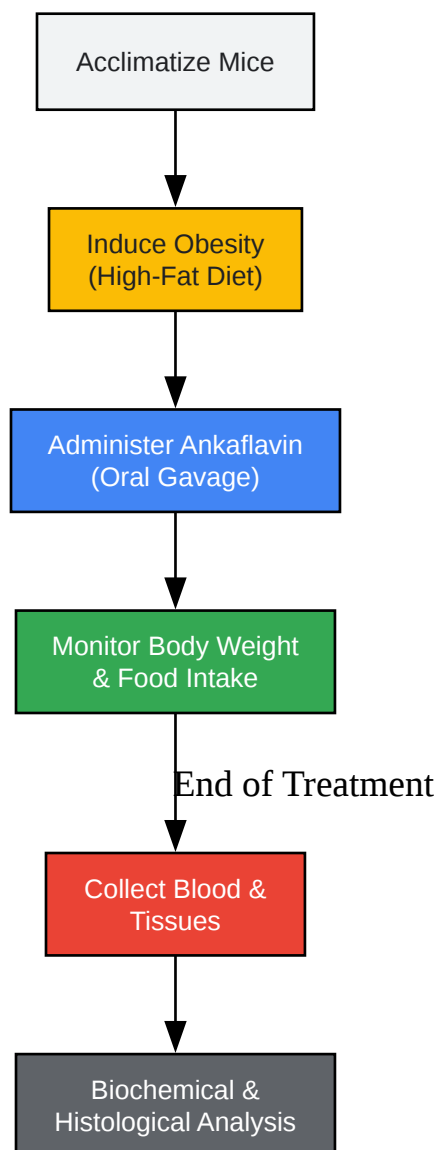 Acclimatize Mice
Induce Obesity
(High-Fat Diet)
Administer Ankaflavin
(Oral Gavage)
Monitor Body Weight
& Food Intake
End of Treatment
Collect Blood &
Tissues
Biochemical &
Histological Analysis